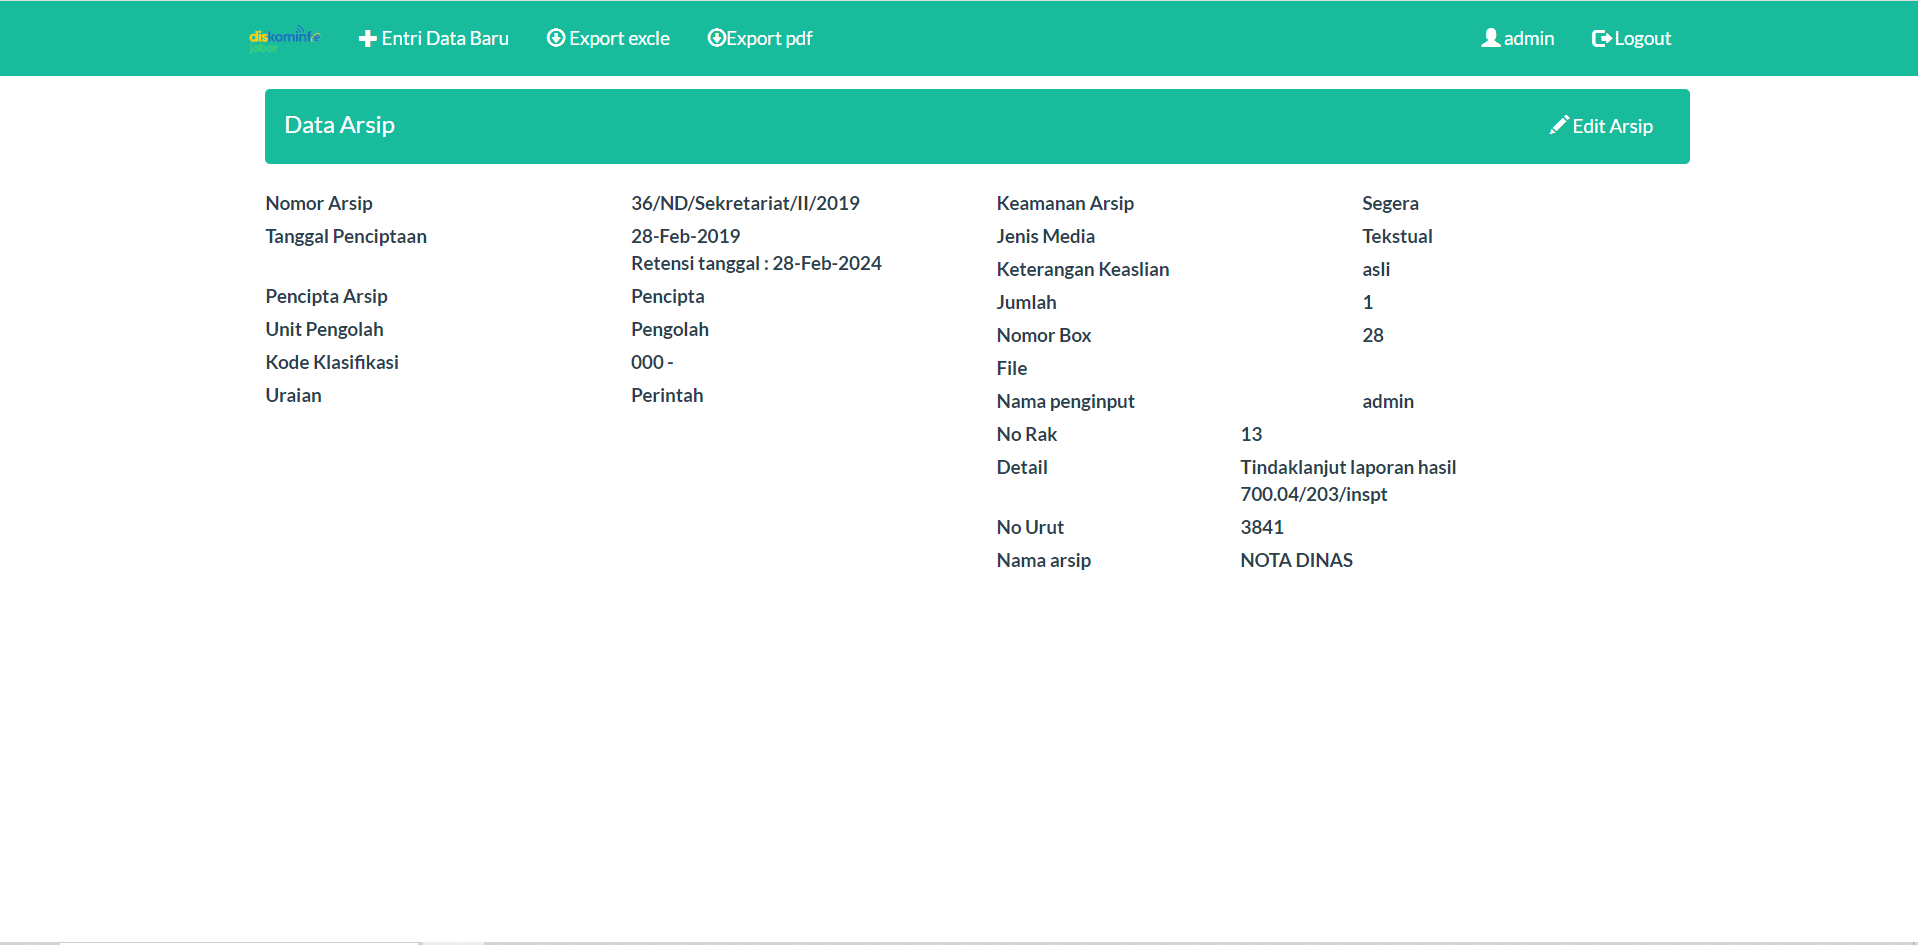 diskominfo
jabar
Entri Data Baru
Export excle
Export pdf
admin
Logout
Data Arsip
Edit Arsip
Nomor Arsip 36/ND/Sekretariat/II/2019
Tanggal Penciptaan 28-Feb-2019
Retensi tanggal : 28-Feb-2024
Pencipta Arsip Pencipta
Unit Pengolah Pengolah
Kode Klasifikasi 000 -
Uraian Perintah
Keamanan Arsip Segera
Jenis Media Tekstual
Keterangan Keaslian asli
Jumlah 1
Nomor Box 28
File
Nama penginput admin
No Rak 13
Detail Tindaklanjut laporan hasil
700.04/203/inspt
No Urut 3841
Nama arsip NOTA DINAS